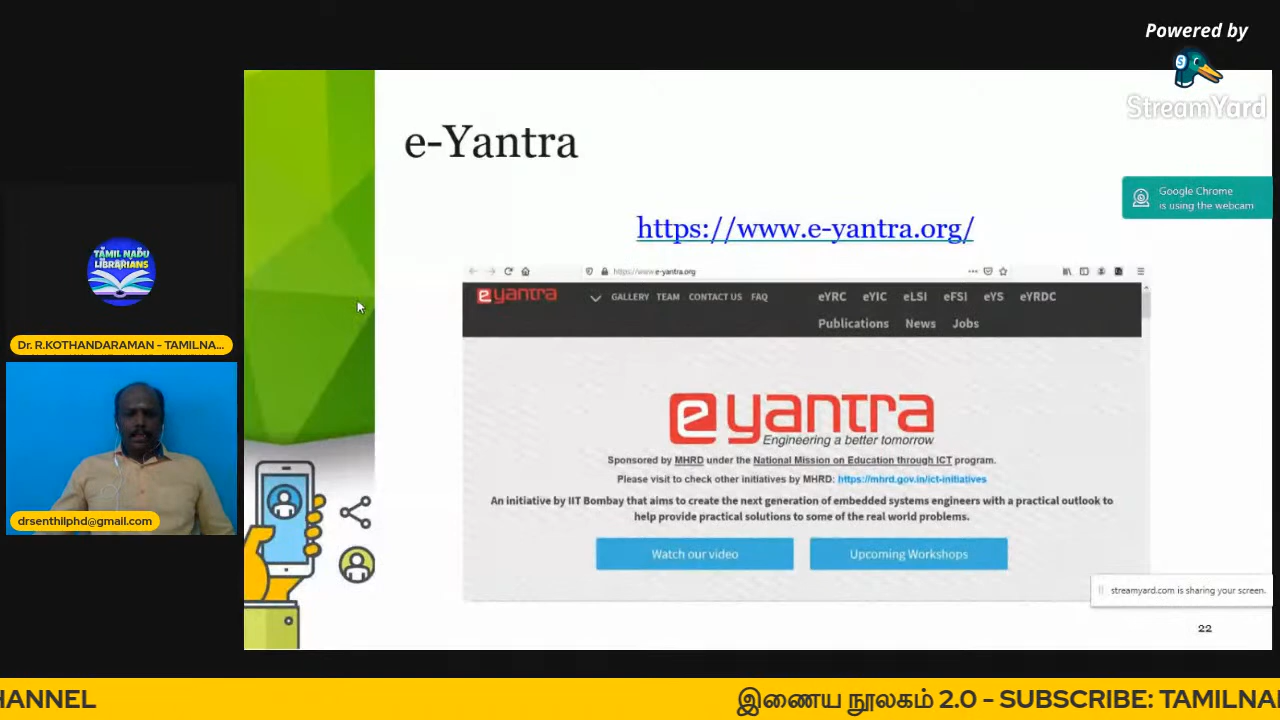 Powered by
StreamYard
e-Yantra
https://www.e-yantra.org/
Google Chrome
is using the webcam
https://www.e-yantra.org
eyantra
GALLERY TEAM CONTACT US FAQ
eYRC eYIC eLSI eFSI eYS eYRDC
Publications News Jobs
eyantra
Engineering a better tomorrow
Sponsored by MHRD under the National Mission on Education through ICT program.
Please visit to check other initiatives by MHRD: https://mhrd.gov.in/ict-initiatives
An initiative by IIT Bombay that aims to create the next generation of embedded systems engineers with a practical outlook to
help provide practical solutions to some of the real world problems.
Watch our video Upcoming Workshops
streamyard.com is sharing your screen.
22
TAMIL NADU
LIBRARIANS
Dr. R.KOTHANDARAMAN - TAMILNA...
drsenthilphd@gmail.com
HANNEL இணைய நூலகம் 2.0 - SUBSCRIBE: TAMILNA